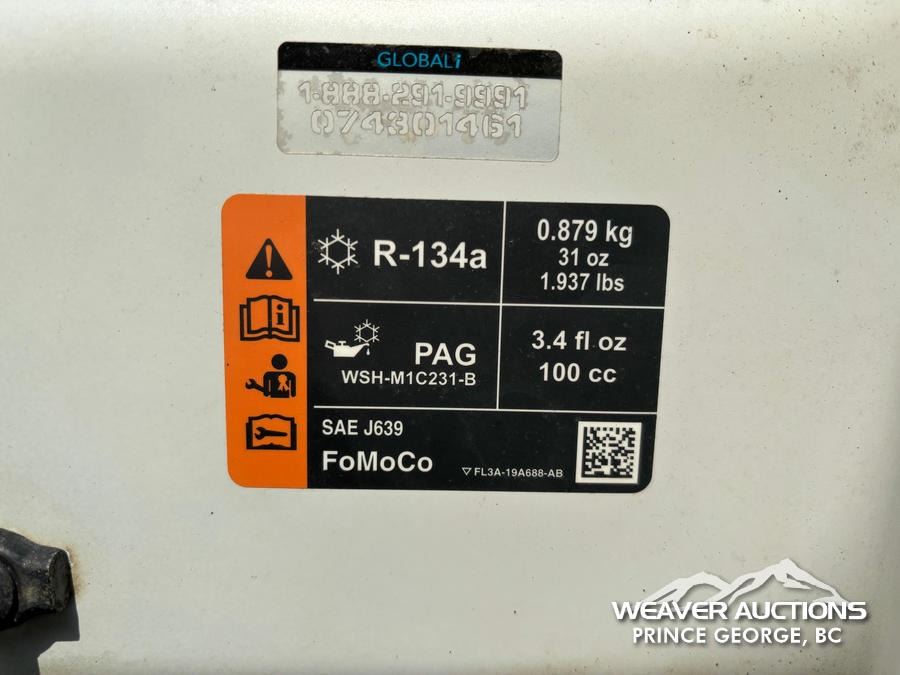 GLOBALi
1-888-291-9991
074301461
R-134a
0.879 kg
31 oz
1.937 lbs
PAG
WSH-M1C231-B
3.4 fl oz
100 cc
SAE J639
FoMoCo
FL3A-19A688-AB
WEAVER AUCTIONS
PRINCE GEORGE, BC